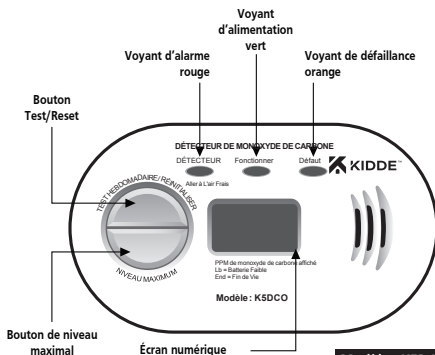 Voyant
d'alimentation
vert
Voyant d'alarme
rouge
Voyant de défaillance
orange
Bouton
Test/Reset
DÉTECTEUR DE MONOXYDE DE CARBONE
DÉTECTEUR
Fonctionner
Défaut
KIDDE™
Aller à L'air Frais
TEST HEBDOMADAIRE/RÉINITIALISER
NIVEAU MAXIMUM
PPM de monoxyde de carbone affiché
Lb = Batterie Faible
End = Fin de Vie
Modèle : K5DCO
Bouton de niveau
maximal
Écran numérique